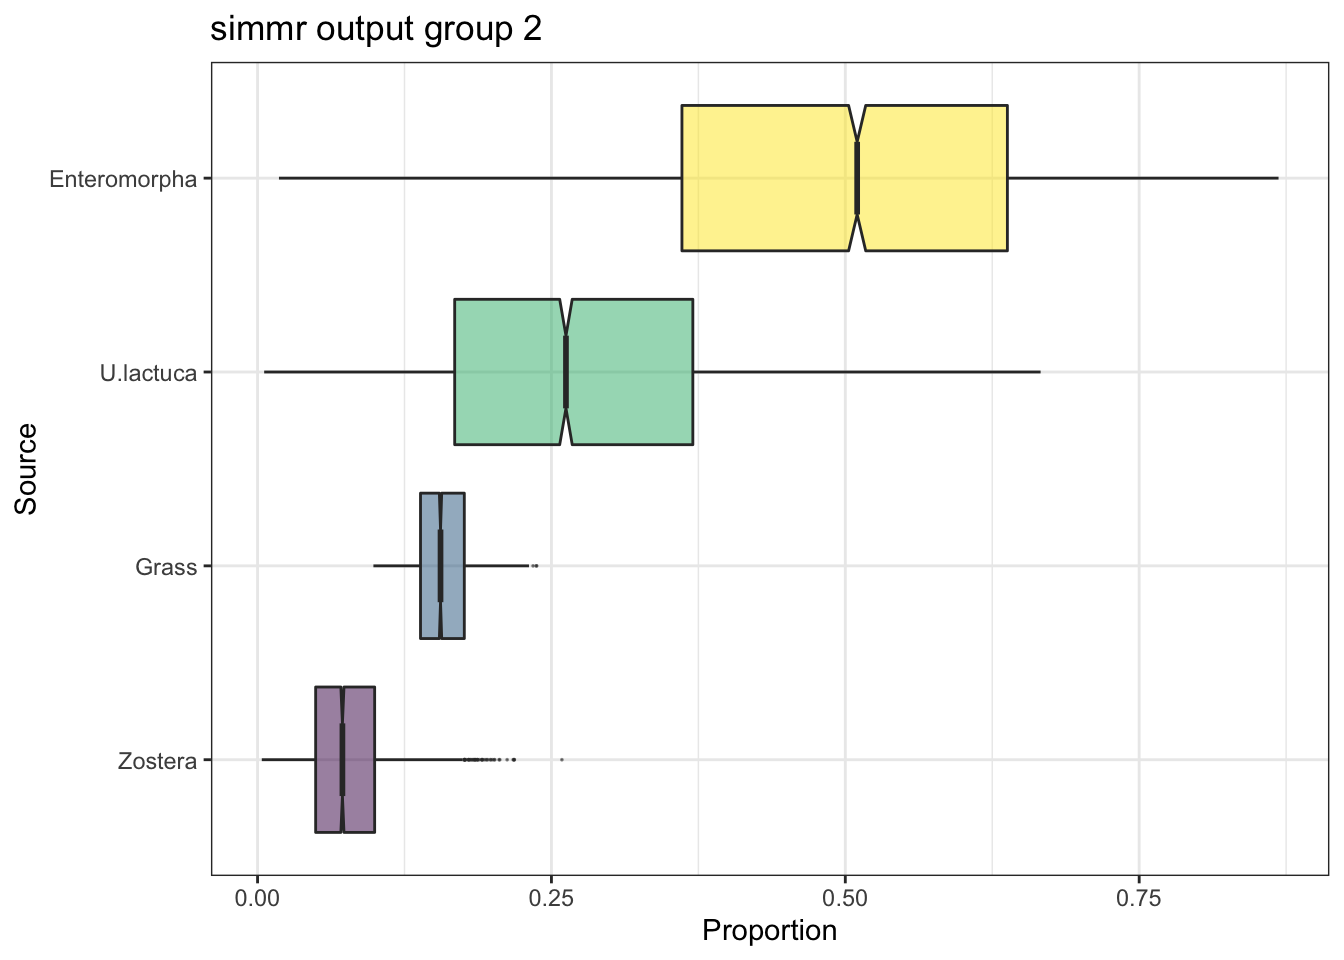 simmr output group 2
Enteromorpha
U.lactuca
Grass
Zostera
Source
0.00 0.25 0.50 0.75
Proportion